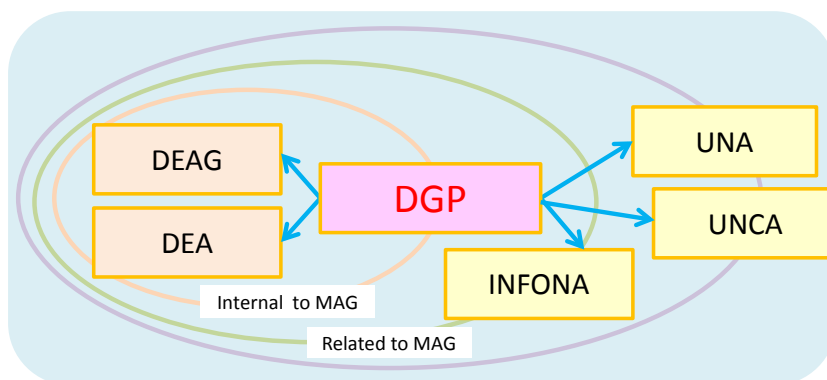 DEAG
DEA
DGP
UNA
UNCA
INFONA
Internal to MAG
Related to MAG